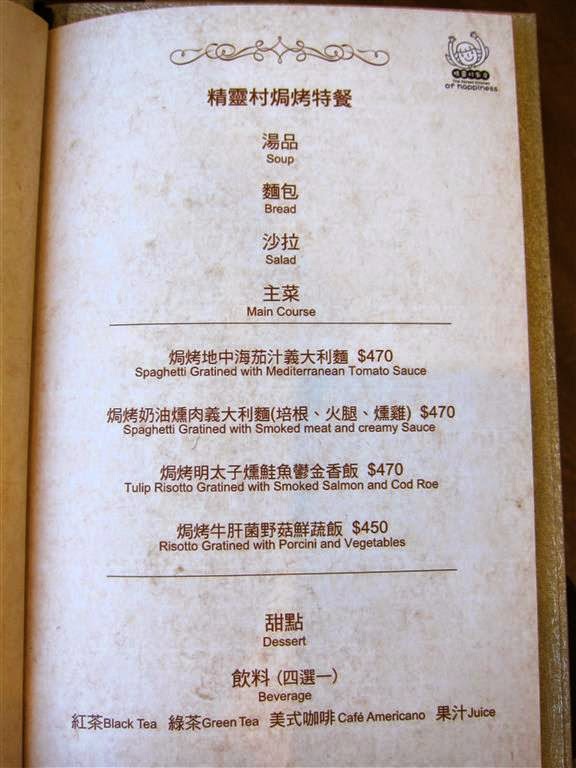 of happiness
精靈村焗烤特餐
湯品
Soup
麵包
Bread
沙拉
Salad
主菜
Main Course
焗烤地中海茄汁義大利麵 $470
Spaghetti Gratined with Mediterranean Tomato Sauce
焗烤奶油燻肉義大利麵(培根、火腿、燻雞) $470
Spaghetti Gratined with Smoked meat and creamy Sauce
焗烤明太子燻鮭魚鬱金香飯 $470
Tulip Risotto Gratined with Smoked Salmon and Cod Roe
焗烤牛肝菌野菇鮮蔬飯 $450
Risotto Gratined with Porcini and Vegetables
甜點
Dessert
飲料 (四選一)
Beverage
紅茶Black Tea 綠茶Green Tea 美式咖啡 Café Americano 果汁Juice